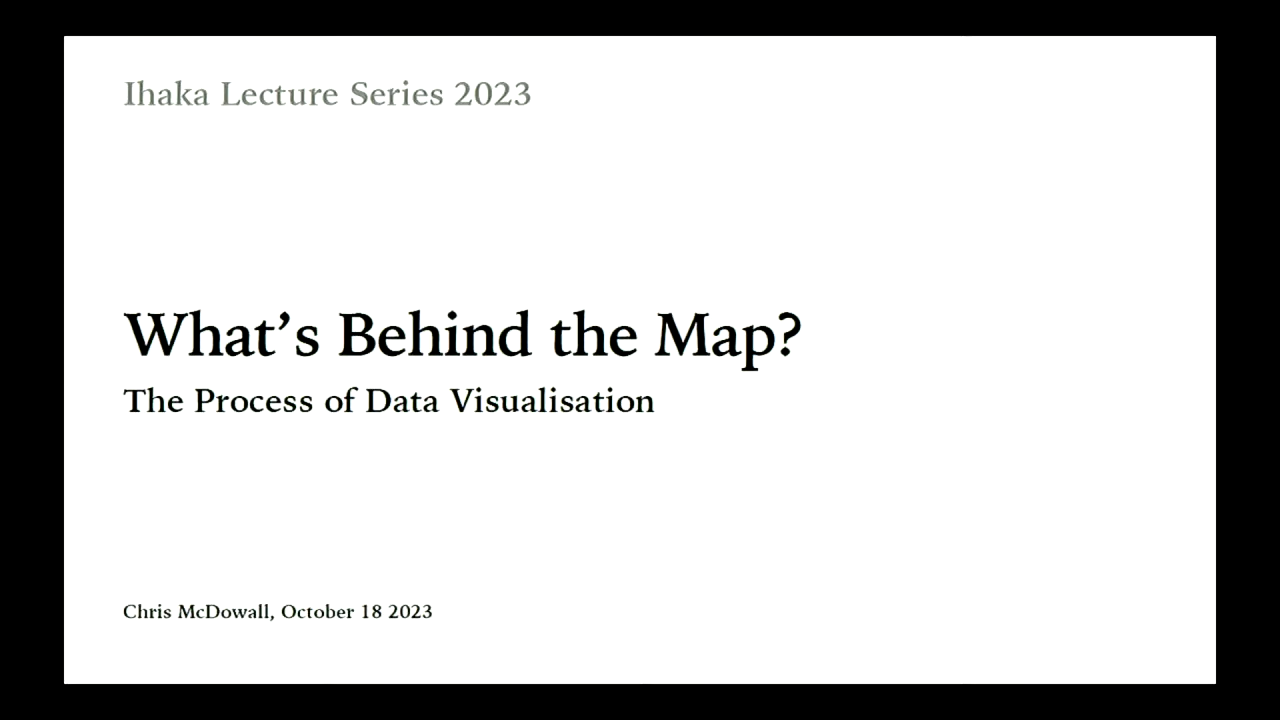 Ihaka Lecture Series 2023
What’s Behind the Map?
The Process of Data Visualisation
Chris McDowall, October 18 2023